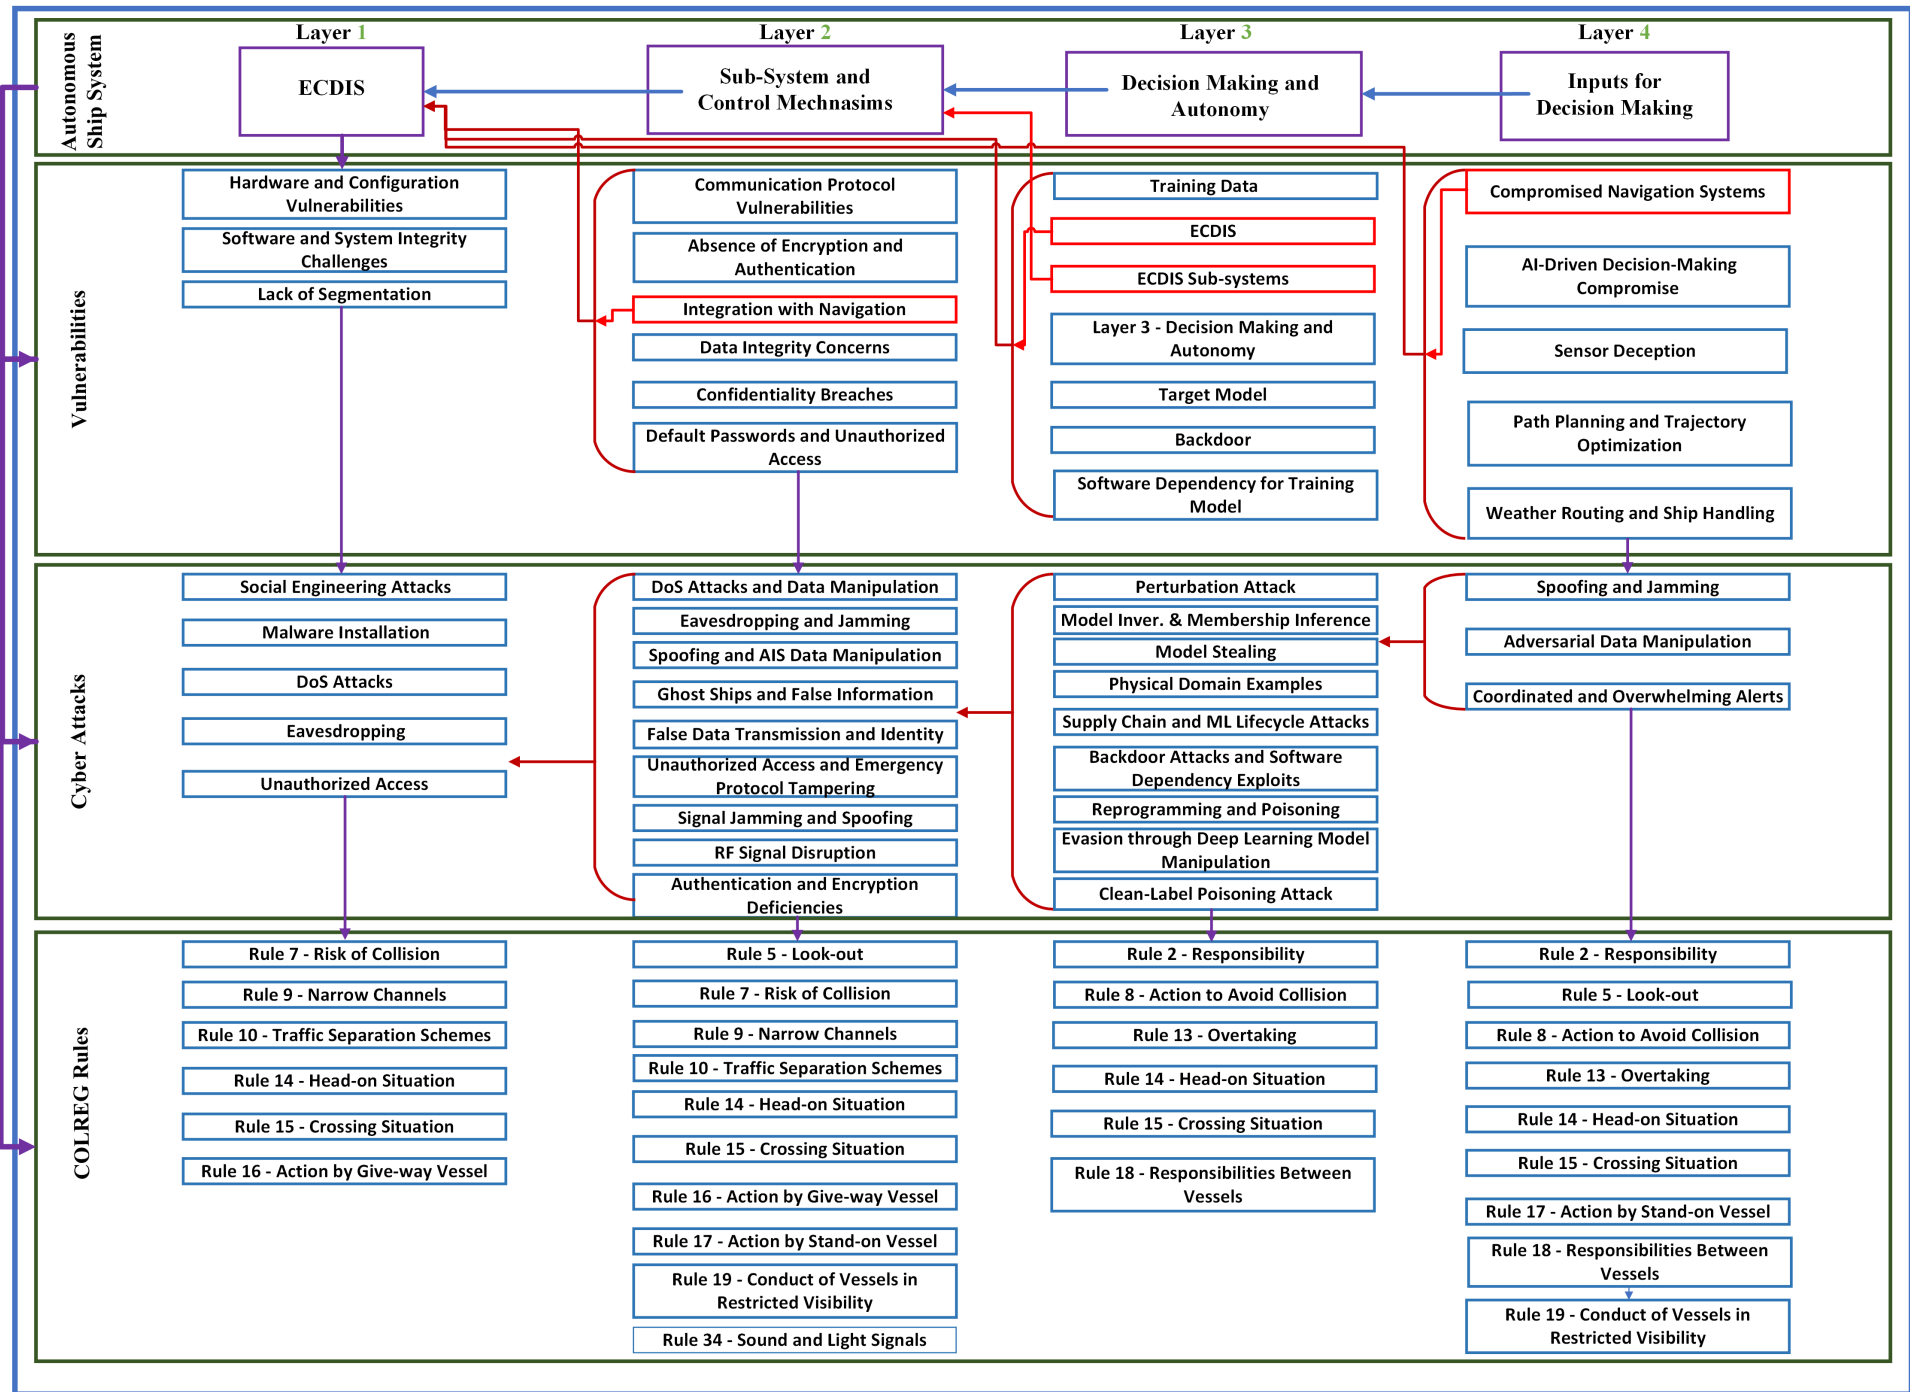 Layer 1
Layer 2
Layer 3
Layer 4
Autonomous
Ship System
ECDIS
Sub-System and
Control Mechnasims
Decision Making and
Autonomy
Inputs for
Decision Making
Vulnerabilities
Hardware and Configuration
Vulnerabilities
Software and System Integrity
Challenges
Lack of Segmentation
Communication Protocol
Vulnerabilities
Absence of Encryption and
Authentication
Integration with Navigation
Data Integrity Concerns
Confidentiality Breaches
Default Passwords and Unauthorized
Access
Training Data
ECDIS
ECDIS Sub-systems
Layer 3 - Decision Making and
Autonomy
Target Model
Backdoor
Software Dependency for Training
Model
Compromised Navigation Systems
AI-Driven Decision-Making
Compromise
Sensor Deception
Path Planning and Trajectory
Optimization
Weather Routing and Ship Handling
Cyber Attacks
Social Engineering Attacks
Malware Installation
DoS Attacks
Eavesdropping
Unauthorized Access
DoS Attacks and Data Manipulation
Eavesdropping and Jamming
Spoofing and AIS Data Manipulation
Ghost Ships and False Information
False Data Transmission and Identity
Unauthorized Access and Emergency
Protocol Tampering
Signal Jamming and Spoofing
RF Signal Disruption
Authentication and Encryption
Deficiencies
Perturbation Attack
Model Inver. & Membership Inference
Model Stealing
Physical Domain Examples
Supply Chain and ML Lifecycle Attacks
Backdoor Attacks and Software
Dependency Exploits
Reprogramming and Poisoning
Evasion through Deep Learning Model
Manipulation
Clean-Label Poisoning Attack
Spoofing and Jamming
Adversarial Data Manipulation
Coordinated and Overwhelming Alerts
COLREG Rules
Rule 7 - Risk of Collision
Rule 9 - Narrow Channels
Rule 10 - Traffic Separation Schemes
Rule 14 - Head-on Situation
Rule 15 - Crossing Situation
Rule 16 - Action by Give-way Vessel
Rule 5 - Look-out
Rule 7 - Risk of Collision
Rule 9 - Narrow Channels
Rule 10 - Traffic Separation Schemes
Rule 14 - Head-on Situation
Rule 15 - Crossing Situation
Rule 16 - Action by Give-way Vessel
Rule 17 - Action by Stand-on Vessel
Rule 19 - Conduct of Vessels in
Restricted Visibility
Rule 34 - Sound and Light Signals
Rule 2 - Responsibility
Rule 8 - Action to Avoid Collision
Rule 13 - Overtaking
Rule 14 - Head-on Situation
Rule 15 - Crossing Situation
Rule 18 - Responsibilities Between
Vessels
Rule 2 - Responsibility
Rule 5 - Look-out
Rule 8 - Action to Avoid Collision
Rule 13 - Overtaking
Rule 14 - Head-on Situation
Rule 15 - Crossing Situation
Rule 17 - Action by Stand-on Vessel
Rule 18 - Responsibilities Between
Vessels
Rule 19 - Conduct of Vessels in
Restricted Visibility